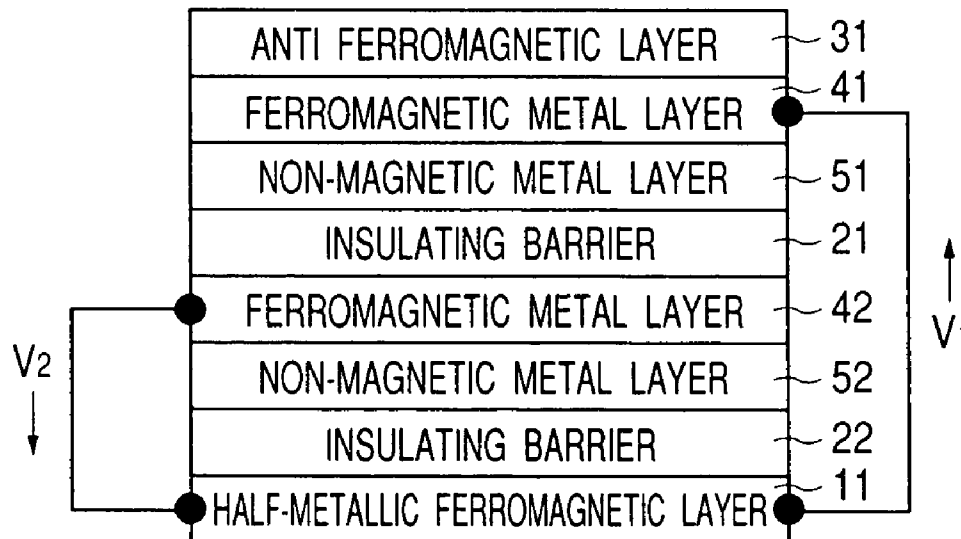 ANTI FERROMAGNETIC LAYER 31
41
FERROMAGNETIC METAL LAYER
NON-MAGNETIC METAL LAYER 51
INSULATING BARRIER 21
FERROMAGNETIC METAL LAYER 42
V2
NON-MAGNETIC METAL LAYER 52
INSULATING BARRIER 22
11
HALF-METALLIC FERROMAGNETIC LAYER